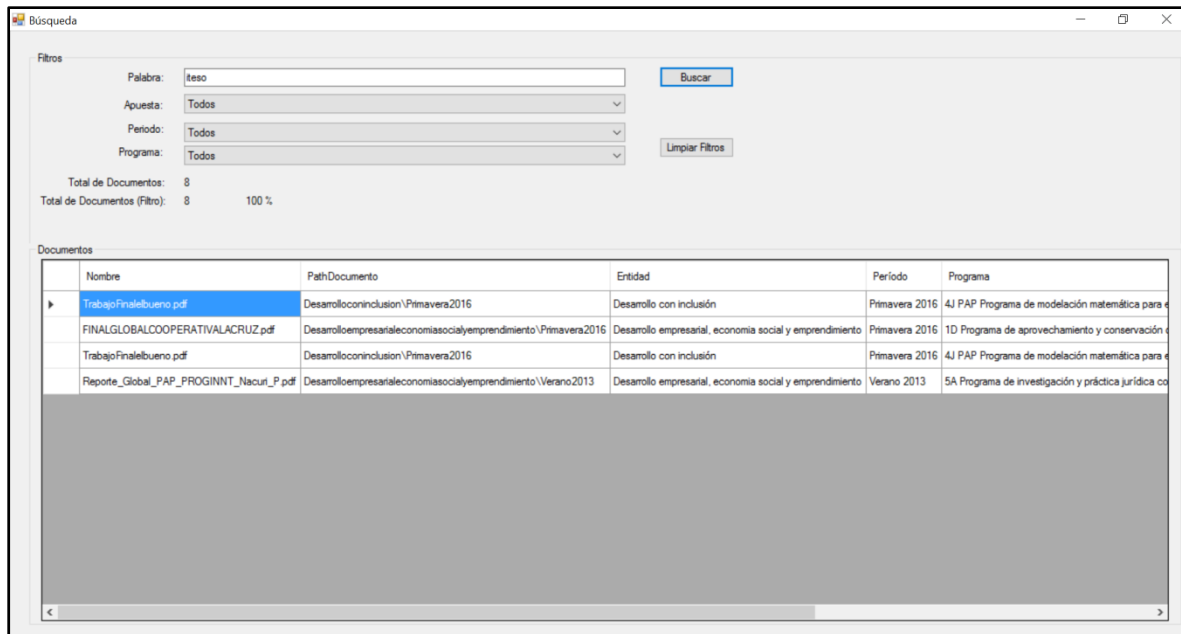 Búsqueda
Filtros
Palabra: iteso Buscar
Apuesta: Todos
Periodo: Todos
Programa: Todos Limpiar Filtros
Total de Documentos: 8
Total de Documentos (Filtro): 8 100 %
Documentos
Nombre PathDocumento Entidad Período Programa
TrabajoFinalelbueno.pdf Desarrolloconinclusion\Primavera2016 Desarrollo con inclusión Primavera 2016 4J PAP Programa de modelación matemática para e
FINALGLOBALCOOPERATIVALACRUZ.pdf Desarrolloempresarialeconomiasocialyemprendimiento\Primavera2016 Desarrollo empresarial, economia social y emprendimiento Primavera 2016 1D Programa de aprovechamiento y conservación
TrabajoFinalelbueno.pdf Desarrolloconinclusion\Primavera2016 Desarrollo con inclusión Primavera 2016 4J PAP Programa de modelación matemática para e
Reporte_Global_PAP_PROGINNT_Nacuri_P.pdf Desarrolloempresarialeconomiasocialyemprendimiento\Verano2013 Desarrollo empresarial, economia social y emprendimiento Verano 2013 5A Programa de investigación y práctica jurídica co